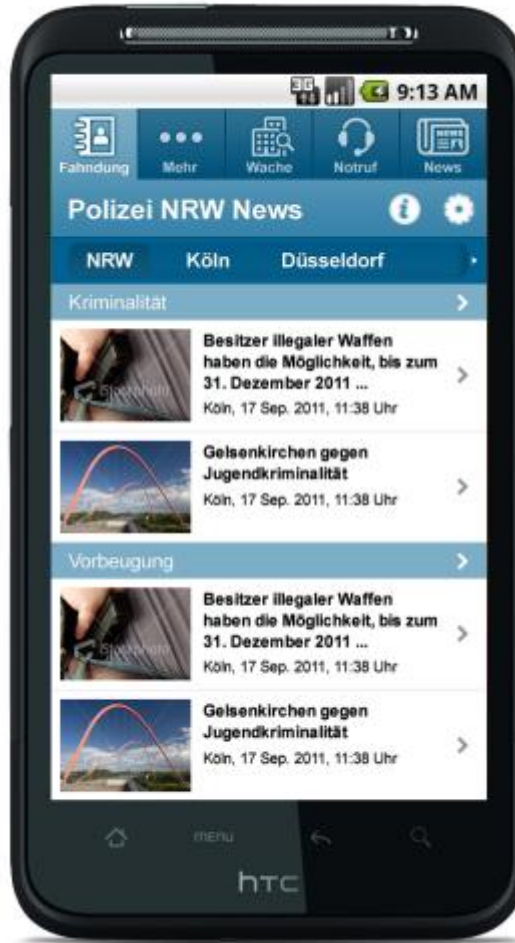 3G 9:13 AM
Fahndung Mehr Wache Notruf News
Polizei NRW News
NRW Köln Düsseldorf
Kriminalität
Besitzer illegaler Waffen
haben die Möglichkeit, bis zum
31. Dezember 2011 ...
Köln, 17 Sep. 2011, 11:38 Uhr
iStockphoto
Gelsenkirchen gegen
Jugendkriminalität
Köln, 17 Sep. 2011, 11:38 Uhr
Vorbeugung
Besitzer illegaler Waffen
haben die Möglichkeit, bis zum
31. Dezember 2011 ...
Köln, 17 Sep. 2011, 11:38 Uhr
iStockphoto
Gelsenkirchen gegen
Jugendkriminalität
Köln, 17 Sep. 2011, 11:38 Uhr
menu
hTC